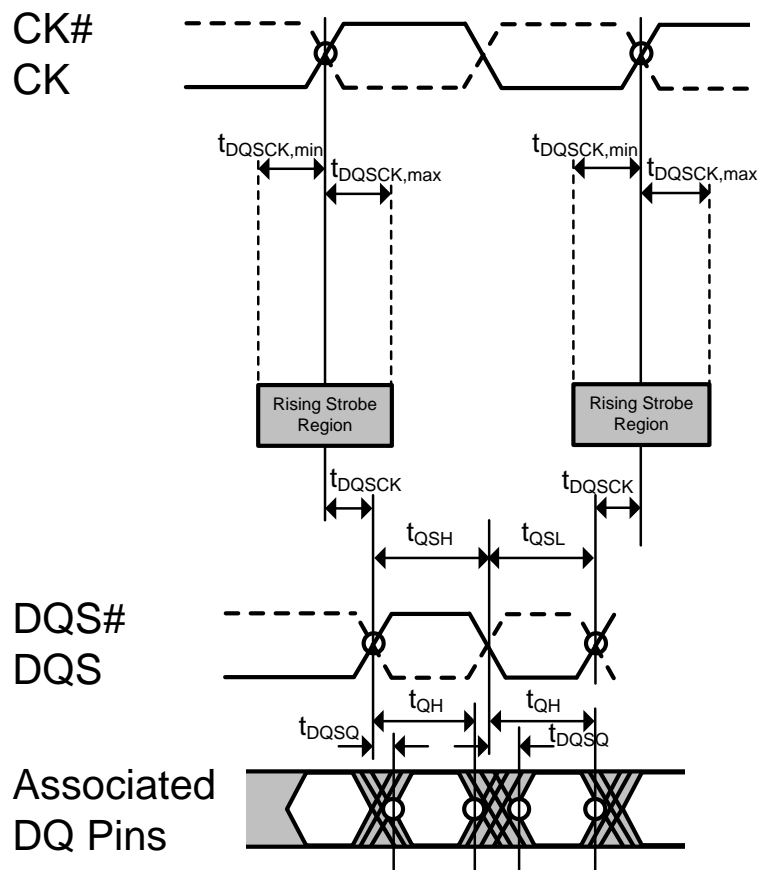 CK#
CK
tDQSCK,min
tDQSCK,max
tDQSCK,min
tDQSCK,max
Rising Strobe
Region
Rising Strobe
Region
tDQSCK
tDQSCK
tQSH
tQSL
DQS#
DQS
tQH
tQH
tDQSQ
tDQSQ
Associated
DQ Pins